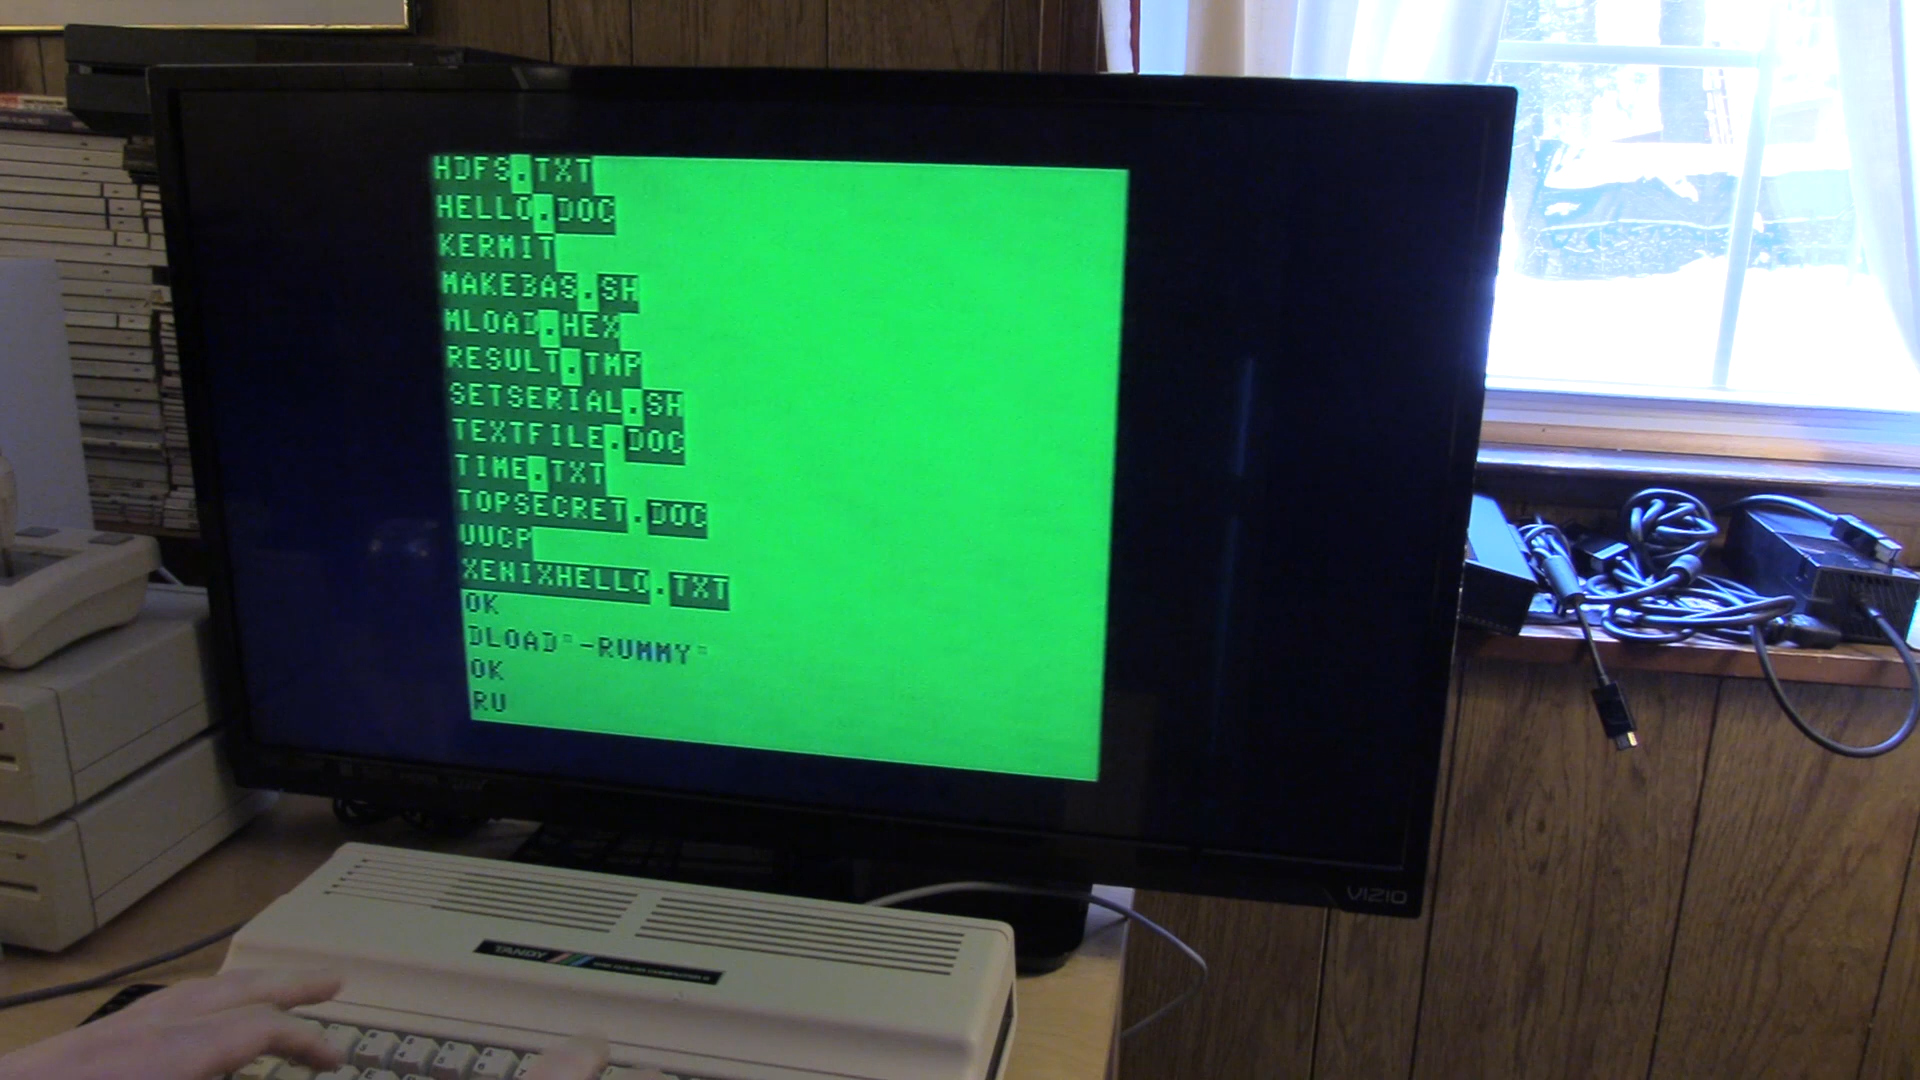 HDFS.TXT
HELLO.DOC
KERMIT
MAKEBAS.SH
MLOAD.HEX
RESULT.TMP
SETSERIAL.SH
TEXTFILE.DOC
TIME.TXT
TOPSECRET.DOC
UUCP
XENIXHELLO.TXT
OK
DLOAD"-RUMMY"
OK
RU
VIZIO
TANDY